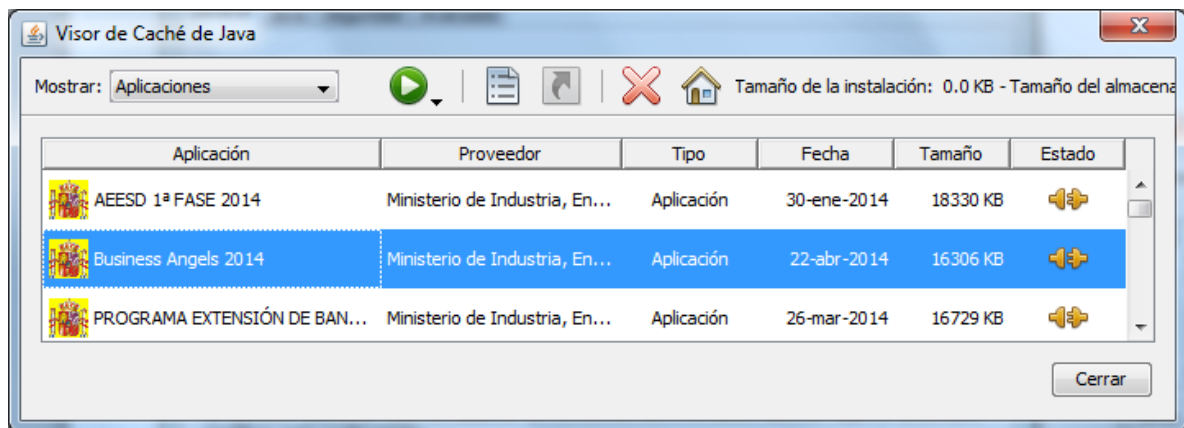 Visor de Caché de Java
Mostrar: Aplicaciones Tamaño de la instalación: 0.0 KB - Tamaño del almacena
Aplicación Proveedor Tipo Fecha Tamaño Estado
AEESD 1ª FASE 2014 Ministerio de Industria, En... Aplicación 30-ene-2014 18330 KB
Business Angels 2014 Ministerio de Industria, En... Aplicación 22-abr-2014 16306 KB
PROGRAMA EXTENSIÓN DE BAN... Ministerio de Industria, En... Aplicación 26-mar-2014 16729 KB
Cerrar